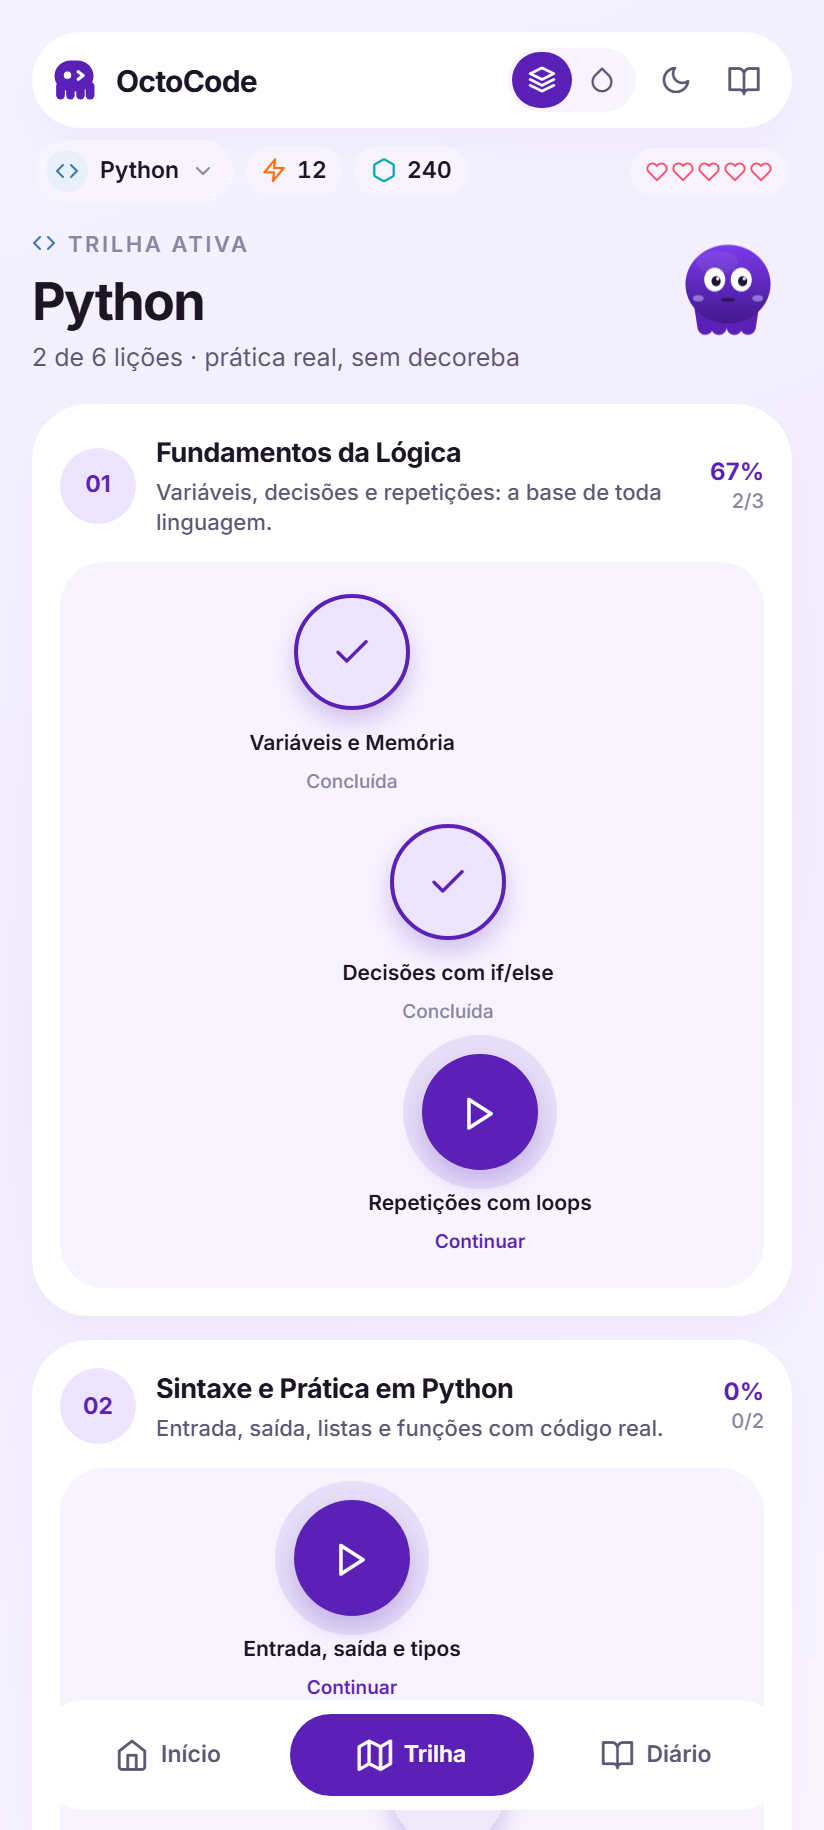 OctoCode
Python
12
240
TRILHA ATIVA
Python
2 de 6 lições · prática real, sem decoreba
01
Fundamentos da Lógica
Variáveis, decisões e repetições: a base de toda
linguagem.
67%
2/3
Variáveis e Memória
Concluída
Decisões com if/else
Concluída
Repetições com loops
Continuar
02
Sintaxe e Prática em Python
Entrada, saída, listas e funções com código real.
0%
0/2
Entrada, saída e tipos
Continuar
Início
Trilha
Diário